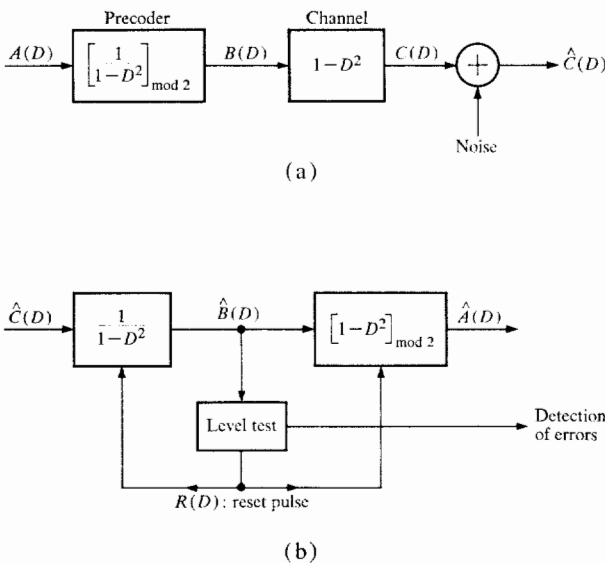 Precoder
Channel
A(D)
[1/(1−D²)] mod 2
B(D)
1−D²
C(D)
+
Ĉ(D)
Noise
(a)
Ĉ(D)
1/(1−D²)
B̂(D)
[1−D²] mod 2
Â(D)
Level test
Detection
of errors
R(D): reset pulse
(b)